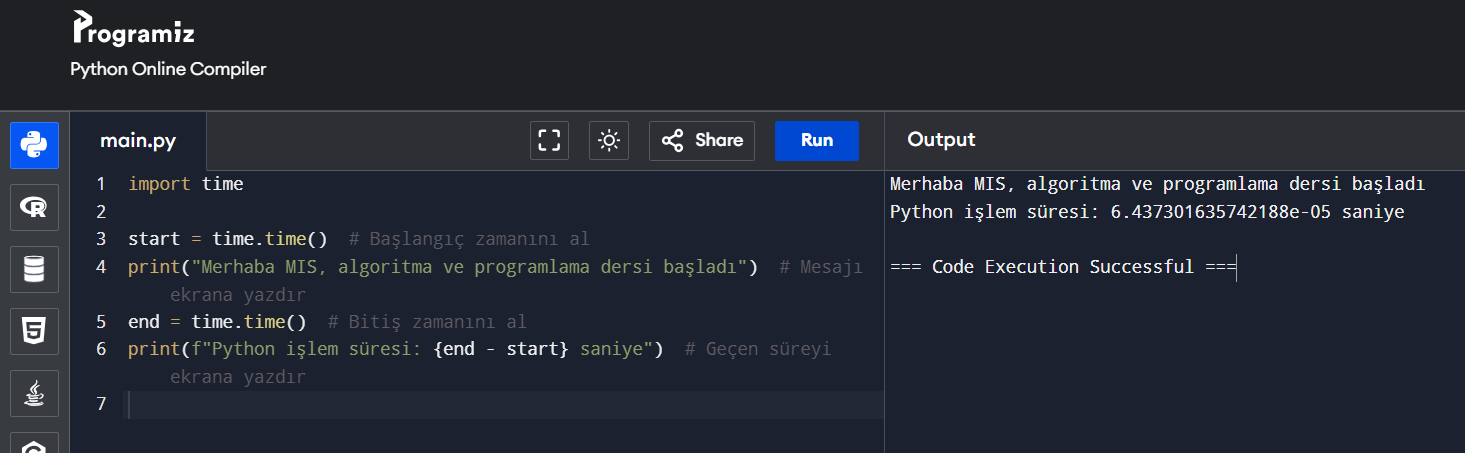 Programiz
Python Online Compiler
main.py
Share
Run
Output
1 import time
2
3 start = time.time()  # Başlangıç zamanını al
4 print("Merhaba MIS, algoritma ve programlama dersi başladı")  # Mesajı
ekrana yazdır
5 end = time.time()  # Bitiş zamanını al
6 print(f"Python işlem süresi: {end - start} saniye")  # Geçen süreyi
ekrana yazdır
7
Merhaba MIS, algoritma ve programlama dersi başladı
Python işlem süresi: 6.437301635742188e-05 saniye
=== Code Execution Successful ===